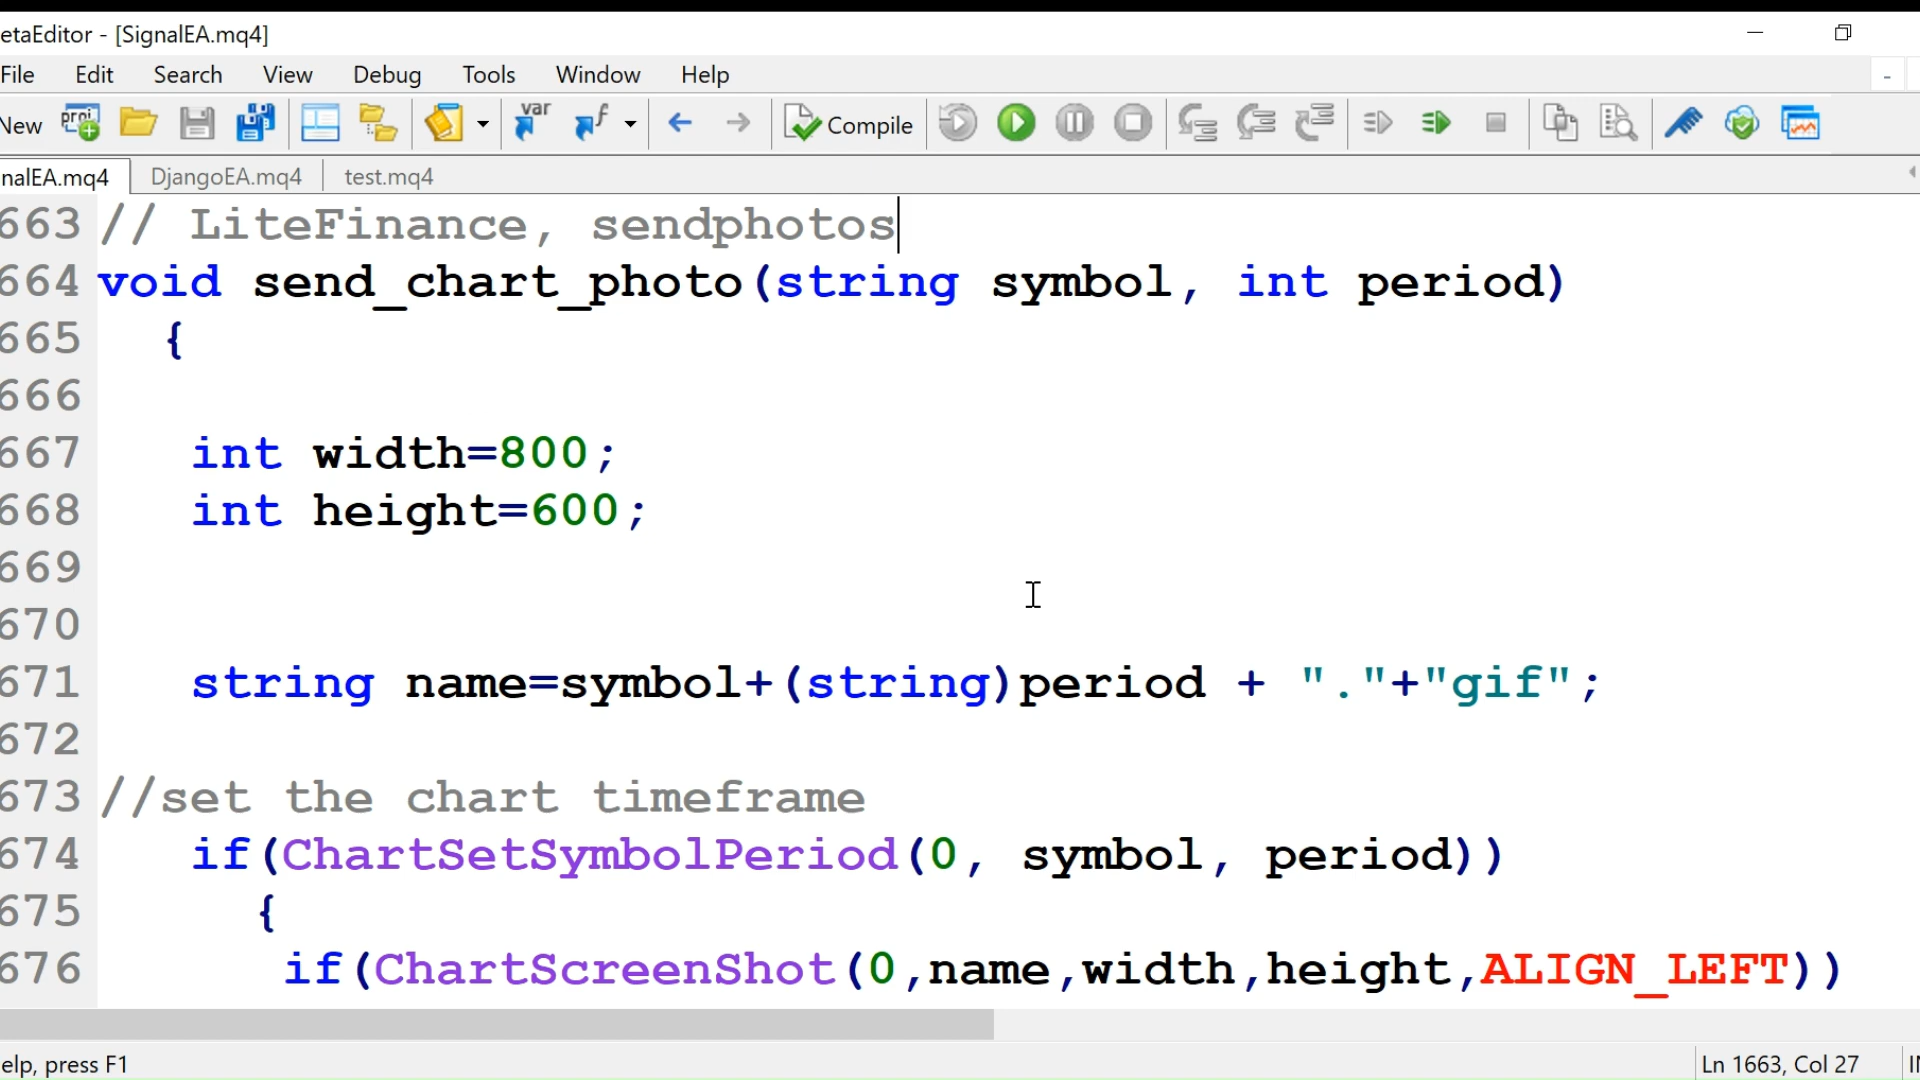 etaEditor - [SignalEA.mq4]
File Edit Search View Debug Tools Window Help
New proj var f Compile
nalEA.mq4 DjangoEA.mq4 test.mq4
663 // LiteFinance, sendphotos
664 void send_chart_photo(string symbol, int period)
665 {
666
667 int width=800;
668 int height=600;
669
670
671 string name=symbol+(string)period + "."+"gif";
672
673 //set the chart timeframe
674 if(ChartSetSymbolPeriod(0, symbol, period))
675 {
676 if(ChartScreenShot(0,name,width,height,ALIGN_LEFT))
elp, press F1 Ln 1663, Col 27 IN